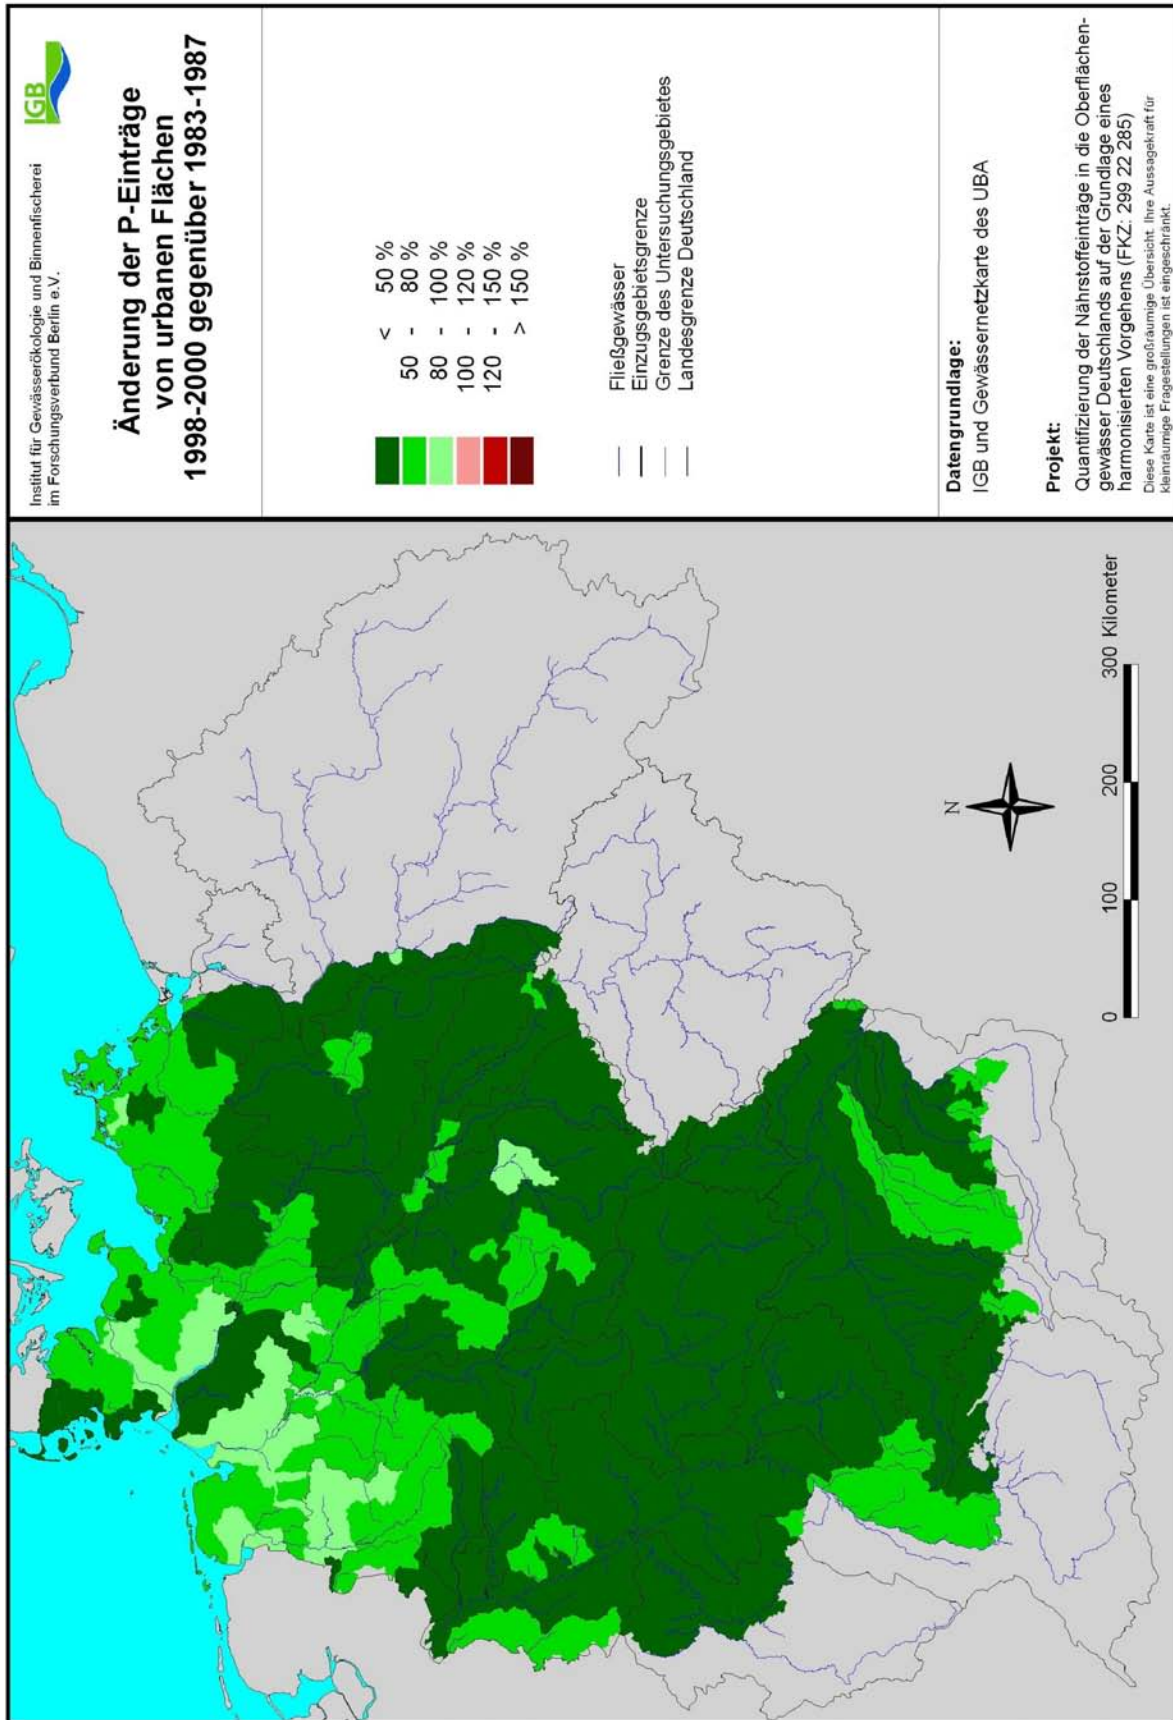 Institut für Gewässerökologie und Binnenfischerei
im Forschungsverbund Berlin e.V.
IGB
Änderung der P-Einträge
von urbanen Flächen
1998-2000 gegenüber 1983-1987
< 50 %
50 - 80 %
80 - 100 %
100 - 120 %
120 - 150 %
> 150 %
Fließgewässer
Einzugsgebietsgrenze
Grenze des Untersuchungsgebietes
Landesgrenze Deutschland
Datengrundlage:
IGB und Gewässernetzkarte des UBA
Projekt:
Quantifizierung der Nährstoffeinträge in die Oberflächen-
gewässer Deutschlands auf der Grundlage eines
harmonisierten Vorgehens (FKZ: 299 22 285)
Diese Karte ist eine großräumige Übersicht. Ihre Aussagekraft für
kleinräumige Fragestellungen ist eingeschränkt.
N
0 100 200 300 Kilometer